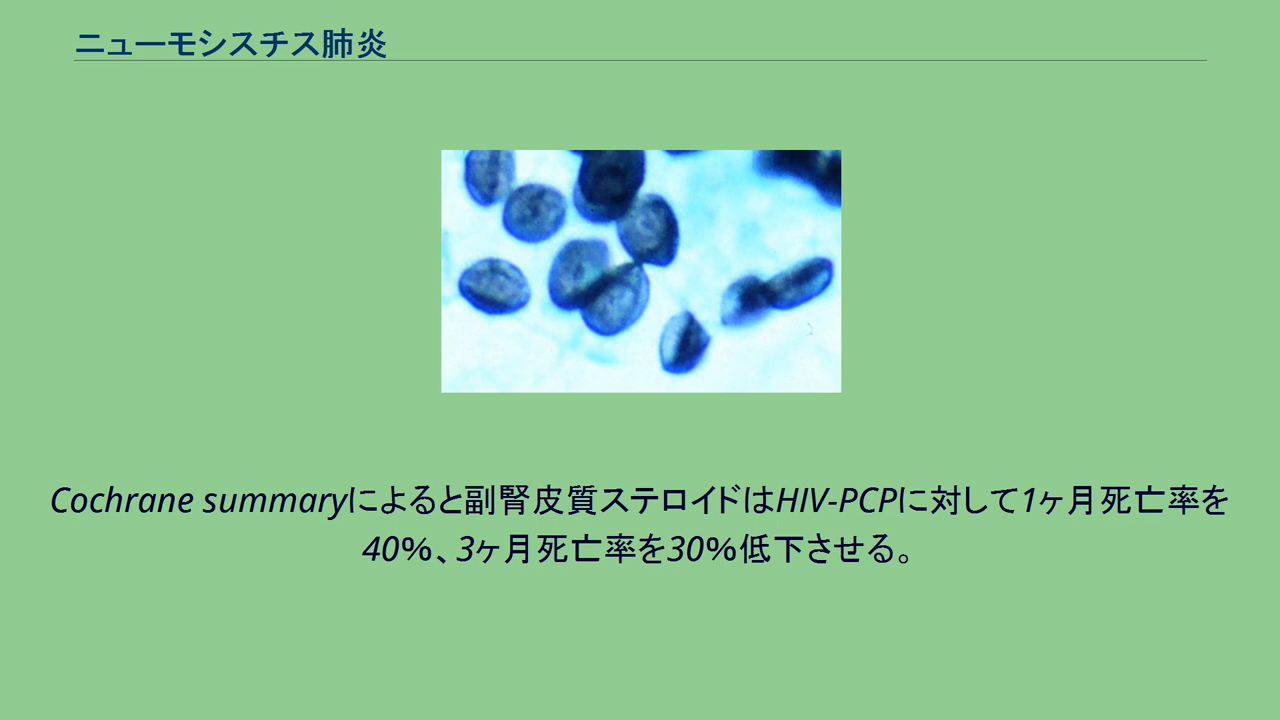 ニューモシスチス肺炎
Cochrane summaryによると副腎皮質ステロイドはHIV-PCPに対して1ヶ月死亡率を
40%、3ヶ月死亡率を30%低下させる。